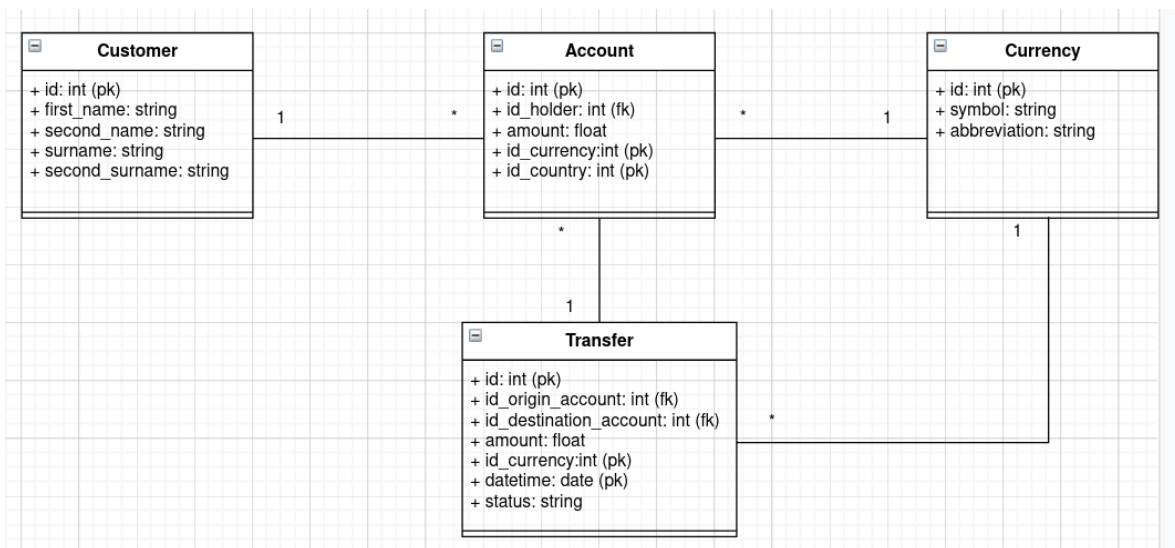 Customer
+ id: int (pk)
+ first_name: string
+ second_name: string
+ surname: string
+ second_surname: string
1
*
Account
+ id: int (pk)
+ id_holder: int (fk)
+ amount: float
+ id_currency:int (pk)
+ id_country: int (pk)
*
1
Currency
+ id: int (pk)
+ symbol: string
+ abbreviation: string
*
1
1
Transfer
+ id: int (pk)
+ id_origin_account: int (fk)
+ id_destination_account: int (fk)
+ amount: float
+ id_currency:int (pk)
+ datetime: date (pk)
+ status: string
*